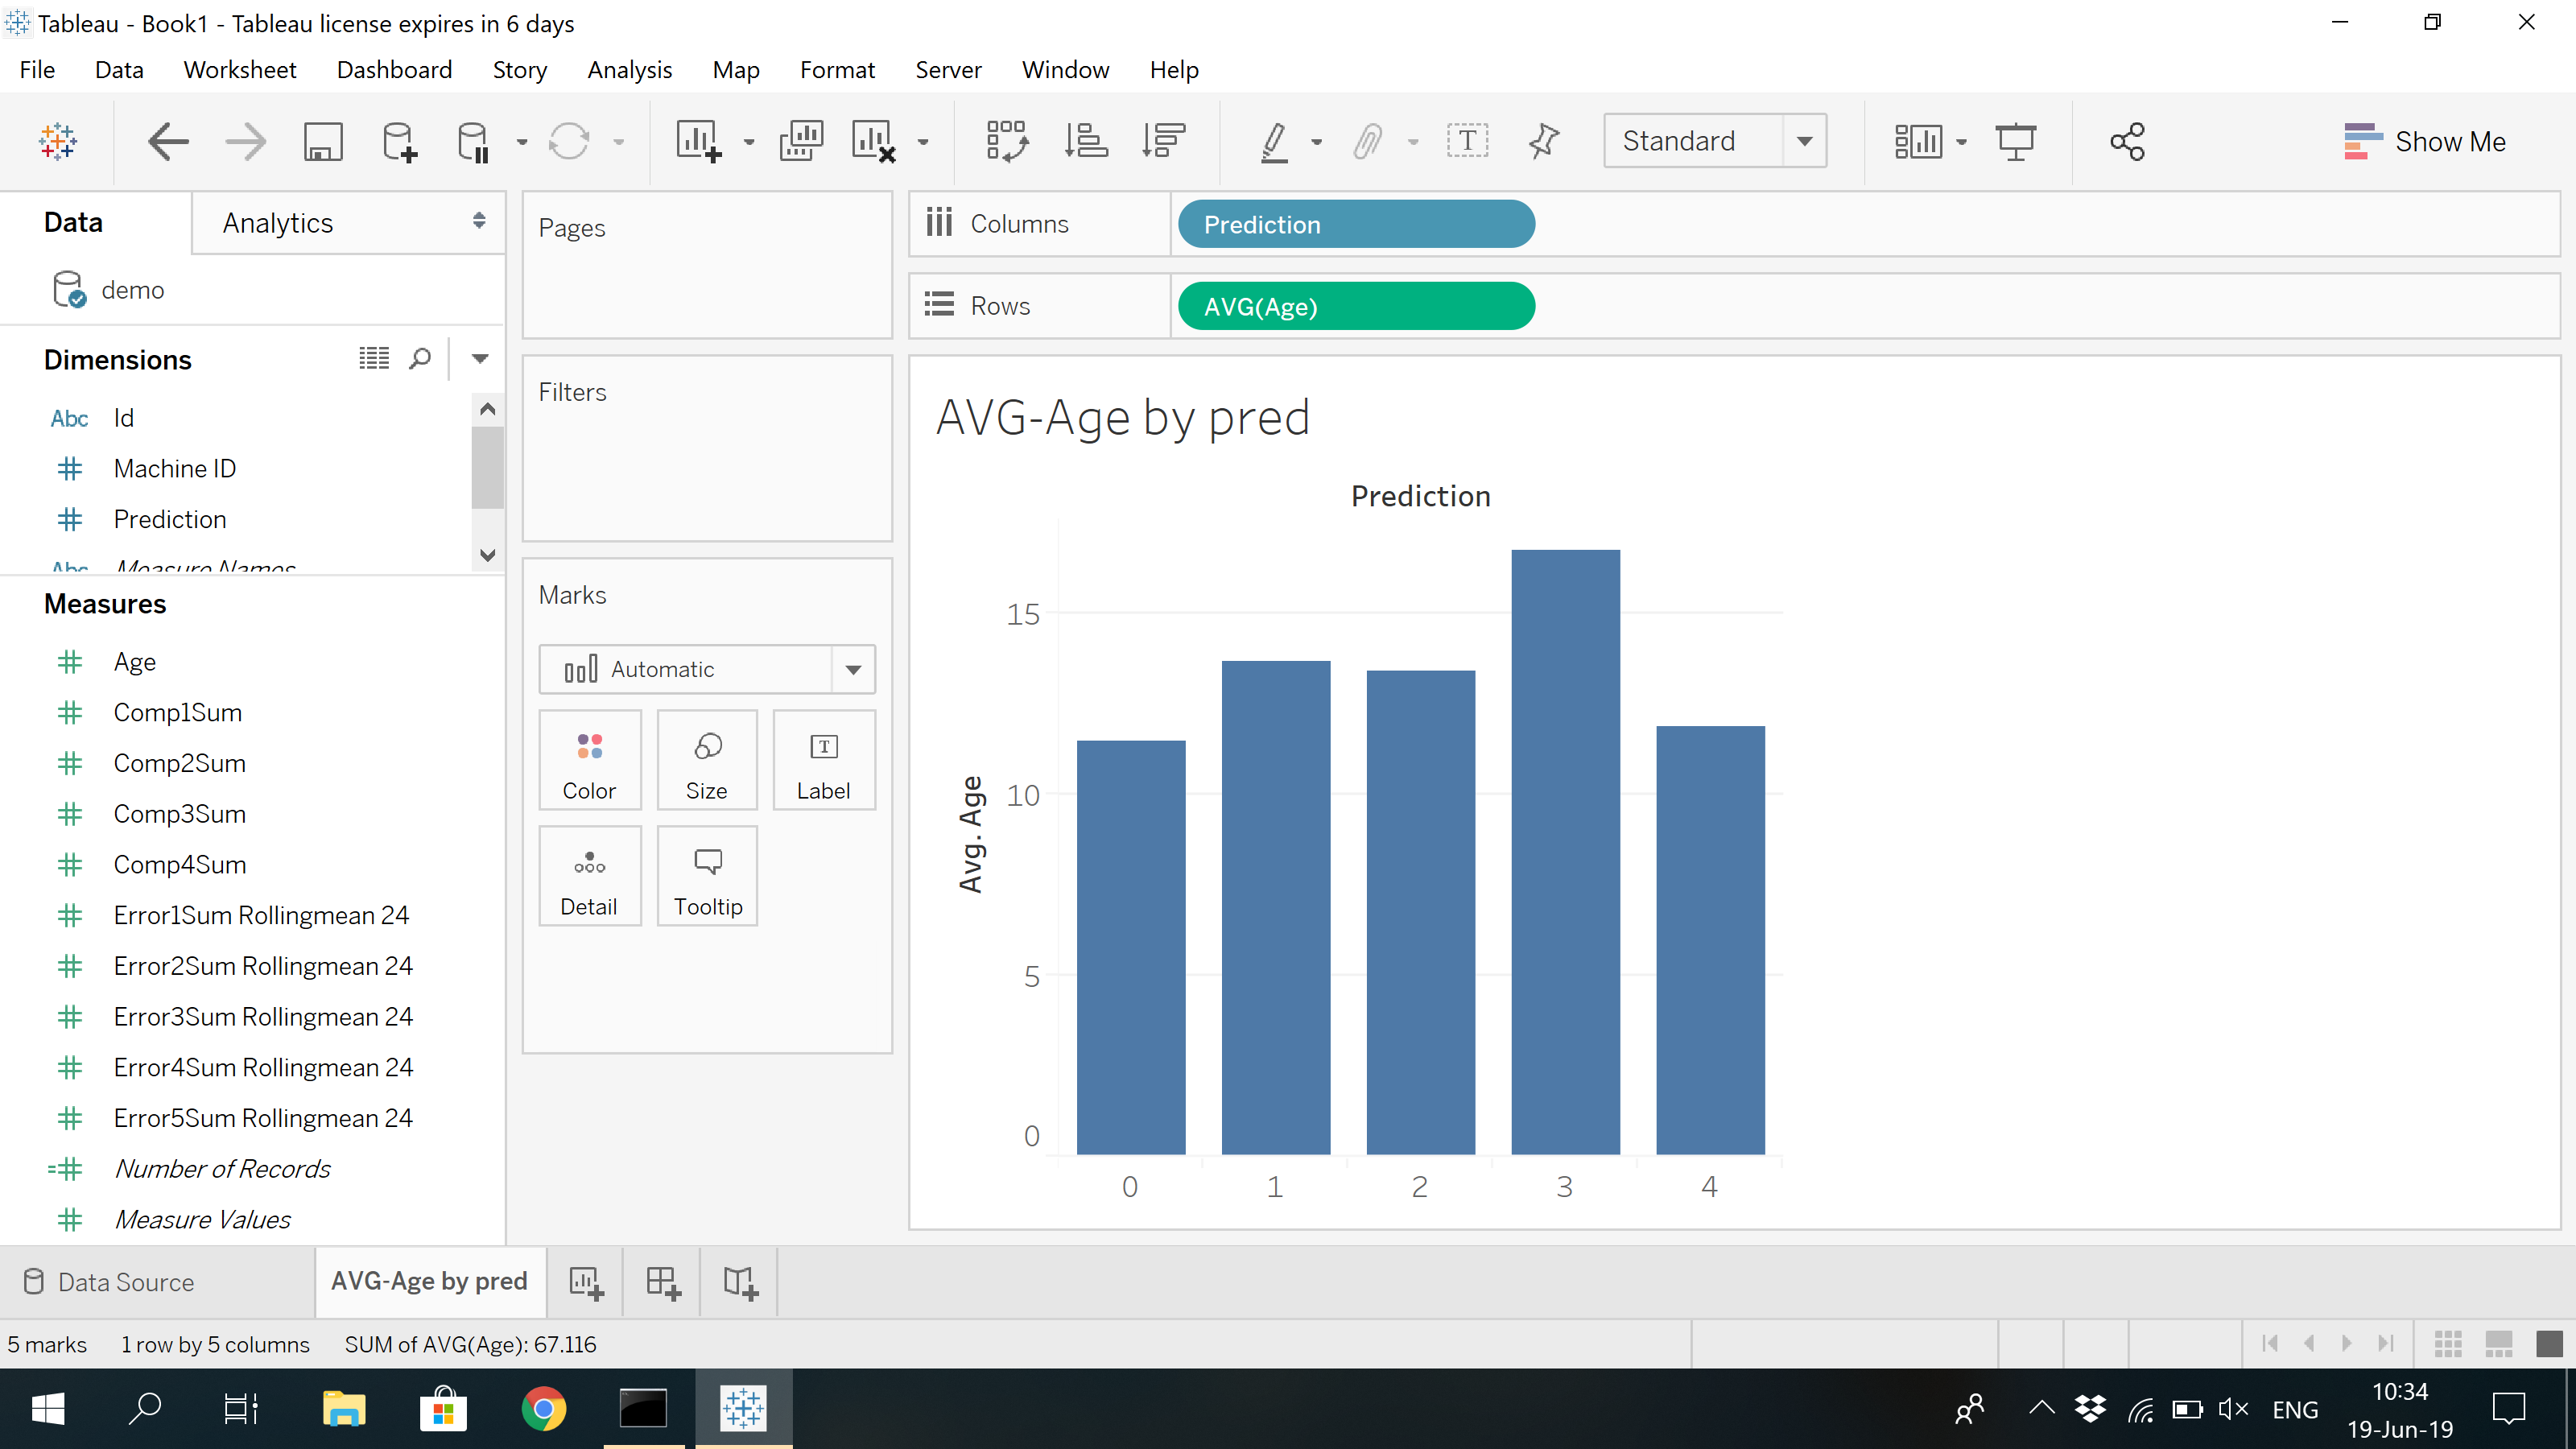 Tableau - Book1 - Tableau license expires in 6 days
File Data Worksheet Dashboard Story Analysis Map Format Server Window Help
Standard
Show Me
Data
Analytics
demo
Dimensions
Abc Id
Machine ID
Prediction
Abc Measure Names
Measures
Age
Comp1Sum
Comp2Sum
Comp3Sum
Comp4Sum
Error1Sum Rollingmean 24
Error2Sum Rollingmean 24
Error3Sum Rollingmean 24
Error4Sum Rollingmean 24
Error5Sum Rollingmean 24
Number of Records
Measure Values
Pages
Filters
Marks
Automatic
Color Size Label
Detail Tooltip
Columns Prediction
Rows AVG(Age)
AVG-Age by pred
Prediction
15
10
5
0
Avg. Age
0 1 2 3 4
Data Source
AVG-Age by pred
5 marks 1 row by 5 columns SUM of AVG(Age): 67.116
ENG
10:34
19-Jun-19